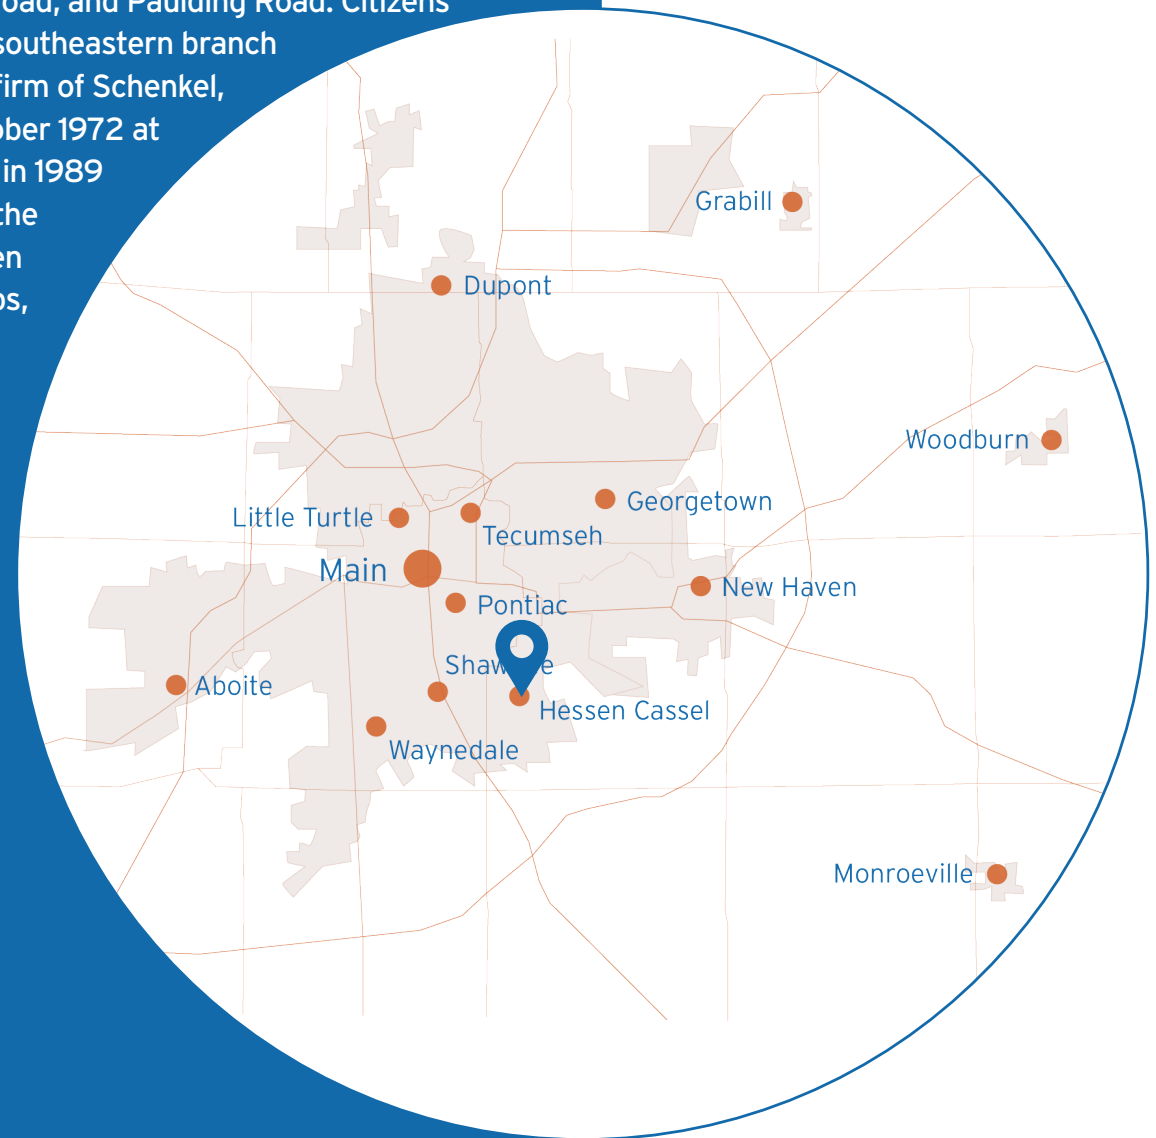 oad, and Paulding Road. Citizens
southeastern branch
firm of Schenkel,
ober 1972 at
in 1989
the
en
os,
Grabill
Dupont
Woodburn
Georgetown
Little Turtle
Tecumseh
Main
New Haven
Pontiac
Aboite
Hessen Cassel
Waynedale
Monroeville